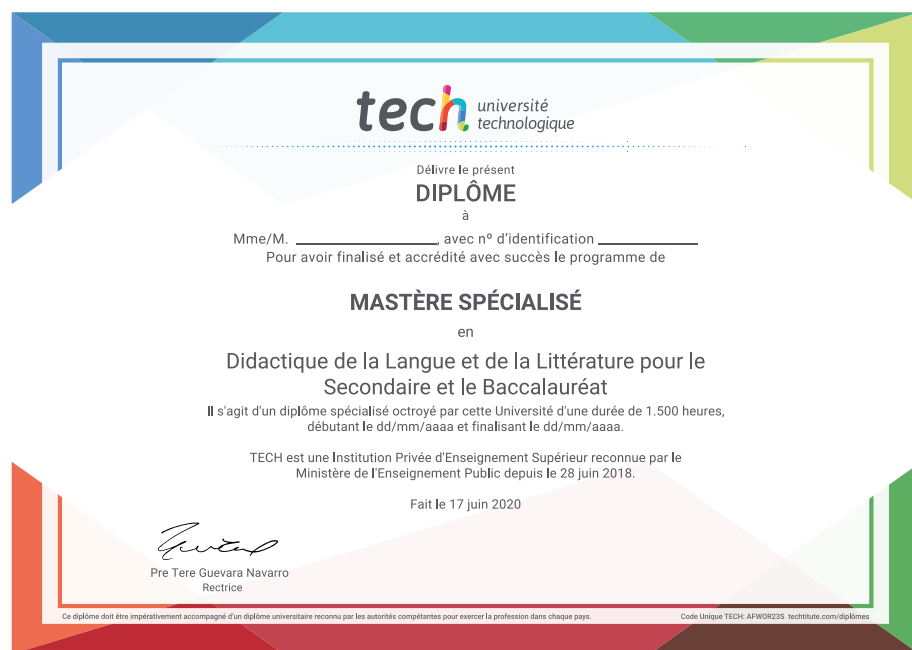 tech université
technologique
Délivre le présent
DIPLÔME
à
Mme/M. ____________, avec nº d'identification ____________
Pour avoir finalisé et accrédité avec succès le programme de
MASTÈRE SPÉCIALISÉ
en
Didactique de la Langue et de la Littérature pour le
Secondaire et le Baccalauréat
Il s'agit d'un diplôme spécialisé octroyé par cette Université d'une durée de 1.500 heures,
débutant le dd/mm/aaaa et finalisant le dd/mm/aaaa.
TECH est une Institution Privée d'Enseignement Supérieur reconnue par le
Ministère de l'Enseignement Public depuis le 28 juin 2018.
Fait le 17 juin 2020
Pre Tere Guevara Navarro
Rectrice
Ce diplôme doit être impérativement accompagné d'un diplôme universitaire reconnu par les autorités compétantes pour exercer la profession dans chaque pays.
Code Unique TECH: AFWOR23S techtitute.com/diplômes